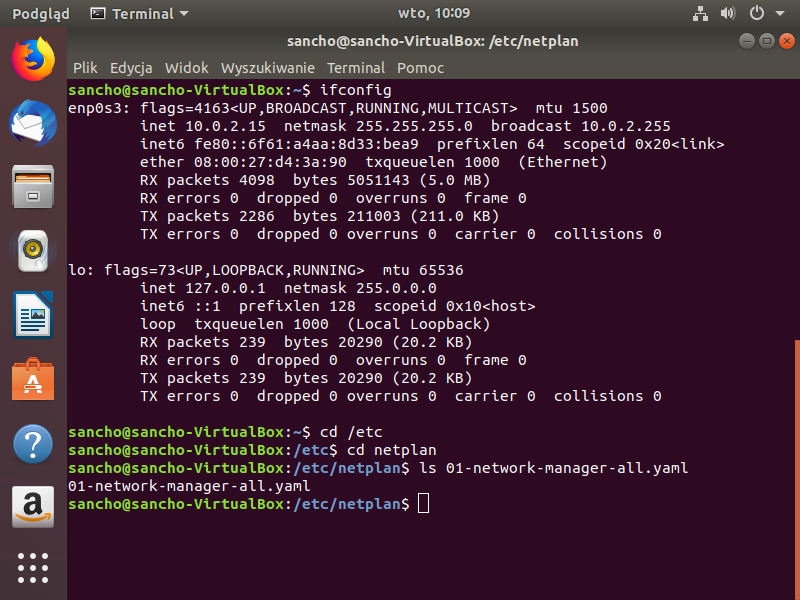 Podgląd Terminal wto, 10:09
sancho@sancho-VirtualBox: /etc/netplan
Plik Edycja Widok Wyszukiwanie Terminal Pomoc
sancho@sancho-VirtualBox:~$ ifconfig
enp0s3: flags=4163<UP,BROADCAST,RUNNING,MULTICAST>  mtu 1500
        inet 10.0.2.15  netmask 255.255.255.0  broadcast 10.0.2.255
        inet6 fe80::6f61:a4aa:8d33:bea9  prefixlen 64  scopeid 0x20<link>
        ether 08:00:27:d4:3a:90  txqueuelen 1000  (Ethernet)
        RX packets 4098  bytes 5051143 (5.0 MB)
        RX errors 0  dropped 0  overruns 0  frame 0
        TX packets 2286  bytes 211003 (211.0 KB)
        TX errors 0  dropped 0 overruns 0  carrier 0  collisions 0
lo: flags=73<UP,LOOPBACK,RUNNING>  mtu 65536
        inet 127.0.0.1  netmask 255.0.0.0
        inet6 ::1  prefixlen 128  scopeid 0x10<host>
        loop  txqueuelen 1000  (Local Loopback)
        RX packets 239  bytes 20290 (20.2 KB)
        RX errors 0  dropped 0  overruns 0  frame 0
        TX packets 239  bytes 20290 (20.2 KB)
        TX errors 0  dropped 0 overruns 0  carrier 0  collisions 0
sancho@sancho-VirtualBox:~$ cd /etc
sancho@sancho-VirtualBox:/etc$ cd netplan
sancho@sancho-VirtualBox:/etc/netplan$ ls 01-network-manager-all.yaml
01-network-manager-all.yaml
sancho@sancho-VirtualBox:/etc/netplan$